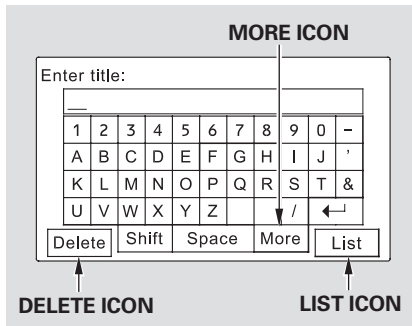 MORE ICON
Enter title:
_
1 2 3 4 5 6 7 8 9 0 –
A B C D E F G H I J ’
K L M N O P Q R S T &
U V W X Y Z . /
Delete Shift Space More List
DELETE ICON LIST ICON